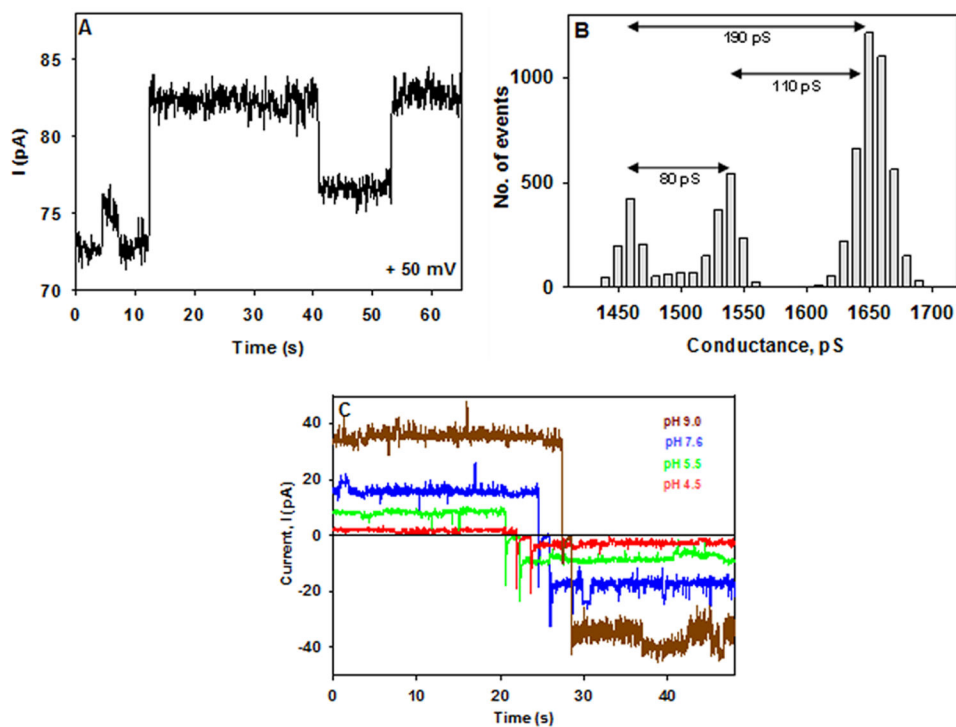 A
85
80
75
70
I (pA)
+ 50 mV
0 10 20 30 40 50 60
Time (s)
B
190 pS
110 pS
80 pS
1000
500
0
No. of events
1450 1500 1550 1600 1650 1700
Conductance, pS
C
pH 9.0
pH 7.6
pH 5.5
pH 4.5
40
20
0
-20
-40
Current, I (pA)
0 10 20 30 40
Time (s)